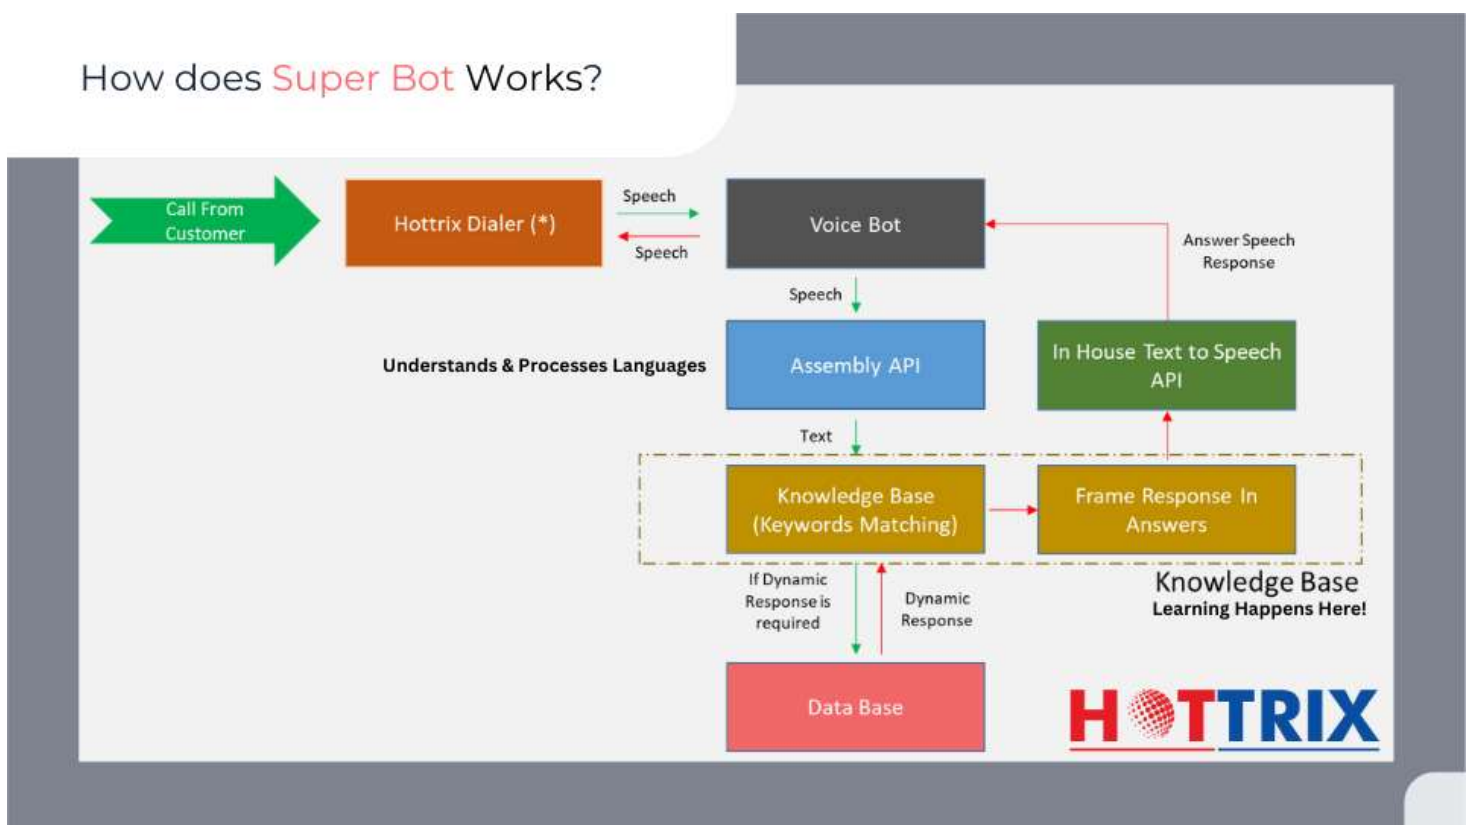 How does Super Bot Works?
Call From
Customer
Hottrix Dialer (*)
Speech
Speech
Voice Bot
Answer Speech
Response
Speech
Understands & Processes Languages
Assembly API
In House Text to Speech
API
Text
Knowledge Base
(Keywords Matching)
Frame Response In
Answers
If Dynamic
Response is
required
Dynamic
Response
Knowledge Base
Learning Happens Here!
Data Base
HOTTRIX